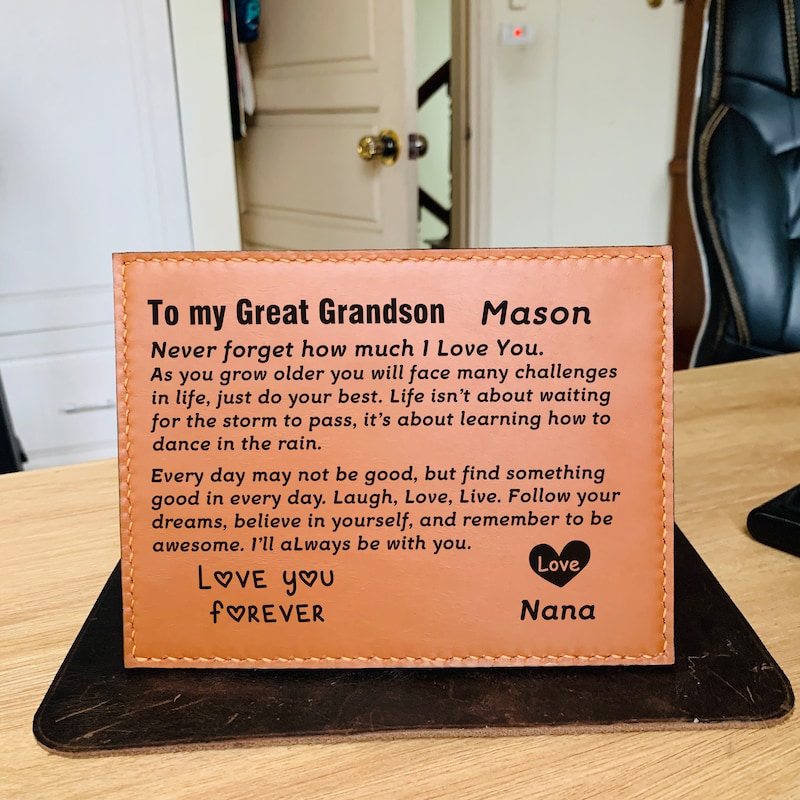 To my Great Grandson Mason
Never forget how much I Love You.
As you grow older you will face many challenges
in life, just do your best. Life isn't about waiting
for the storm to pass, it's about learning how to
dance in the rain.
Every day may not be good, but find something
good in every day. Laugh, Love, Live. Follow your
dreams, believe in yourself, and remember to be
awesome. I'll aLways be with you.
LOVE yOU
fOREVER
Love
Nana